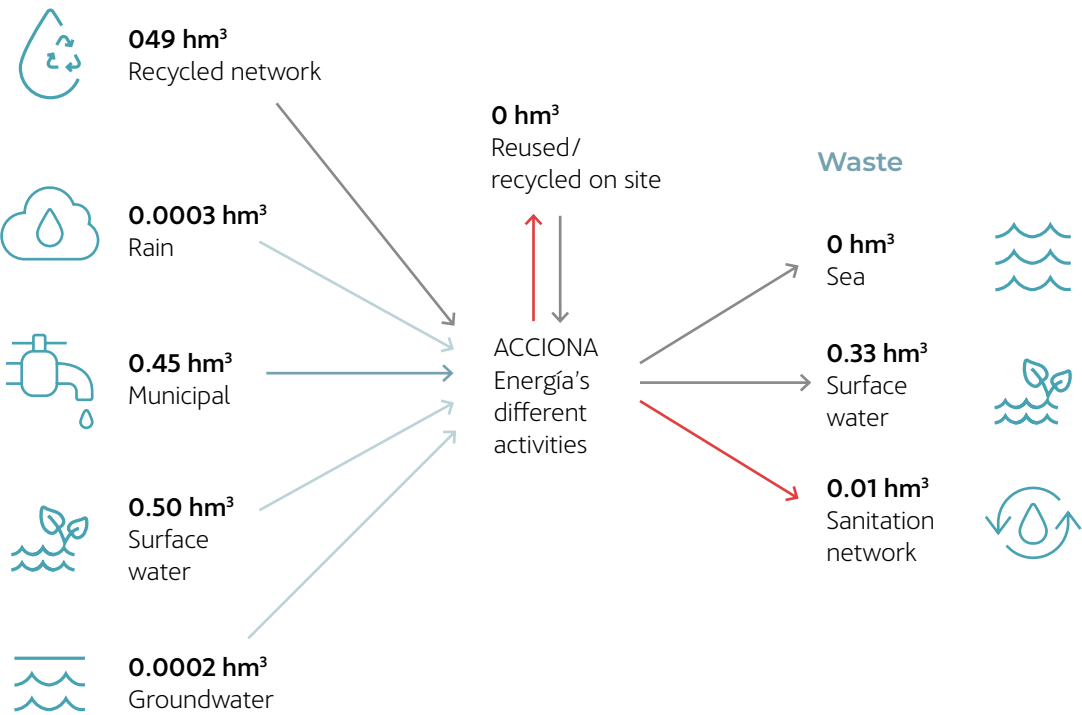 049 hm³
Recycled network
0.0003 hm³
Rain
0.45 hm³
Municipal
0.50 hm³
Surface
water
0.0002 hm³
Groundwater
0 hm³
Reused/
recycled on site
ACCIONA
Energía's
different
activities
Waste
0 hm³
Sea
0.33 hm³
Surface
water
0.01 hm³
Sanitation
network